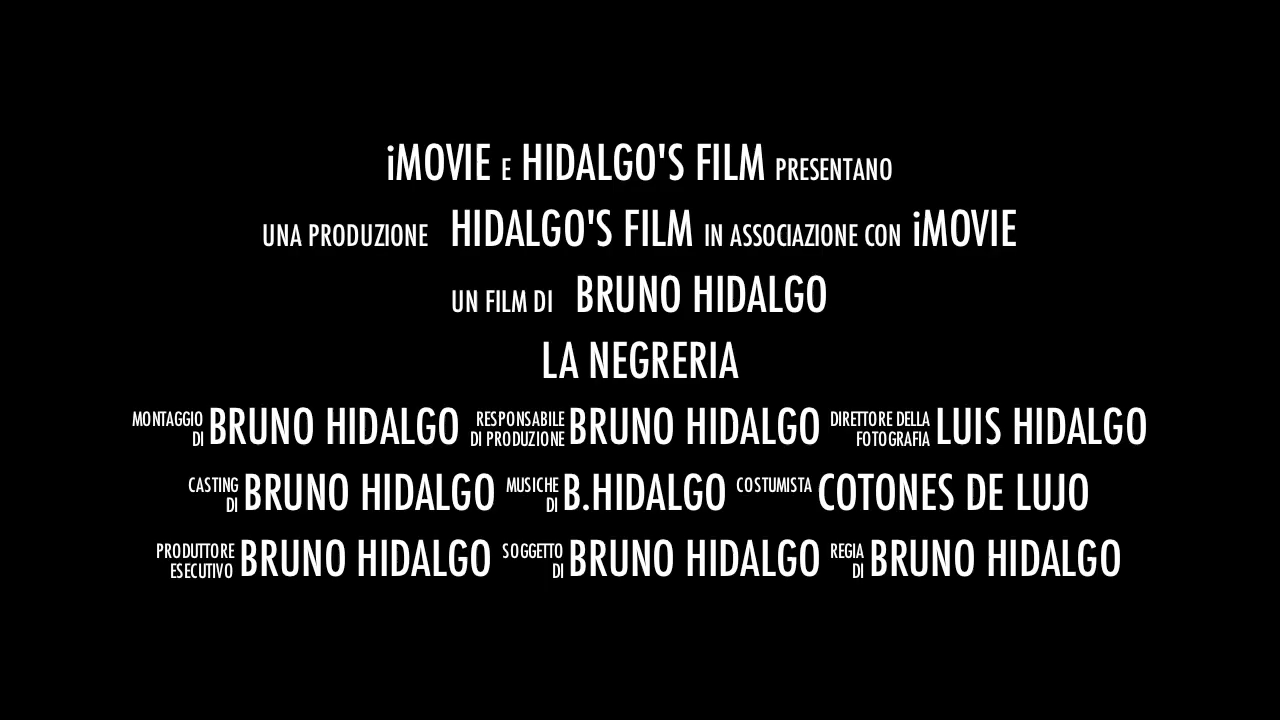 iMOVIE E HIDALGO'S FILM PRESENTANO
UNA PRODUZIONE HIDALGO'S FILM IN ASSOCIAZIONE CON iMOVIE
UN FILM DI BRUNO HIDALGO
LA NEGRERIA
MONTAGGIO DI BRUNO HIDALGO RESPONSABILE DI PRODUZIONE BRUNO HIDALGO DIRETTORE DELLA FOTOGRAFIA LUIS HIDALGO
CASTING DI BRUNO HIDALGO MUSICHE DI B.HIDALGO COSTUMISTA COTONES DE LUJO
PRODUTTORE ESECUTIVO BRUNO HIDALGO SOGGETTO DI BRUNO HIDALGO REGIA DI BRUNO HIDALGO